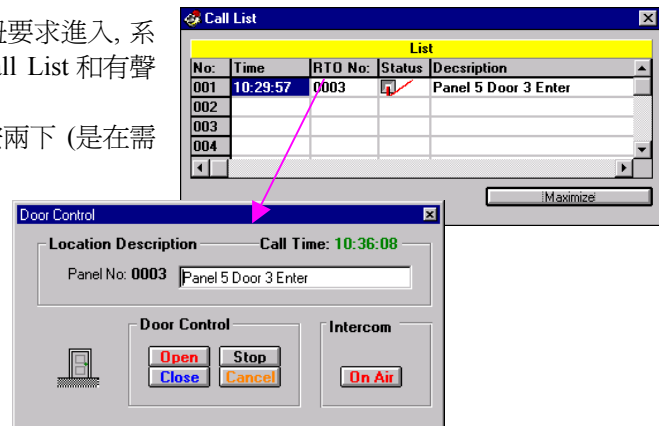 要求進入, 系
Call List 和有聲
兩下 (是在需
Call List
List
No: Time RTO No: Status Decsription
001 10:29:57 0003 Panel 5 Door 3 Enter
002
003
004
Maximize
Door Control
Location Description Call Time: 10:36:08
Panel No: 0003 Panel 5 Door 3 Enter
Door Control Intercom
Open Stop
Close Cancel On Air